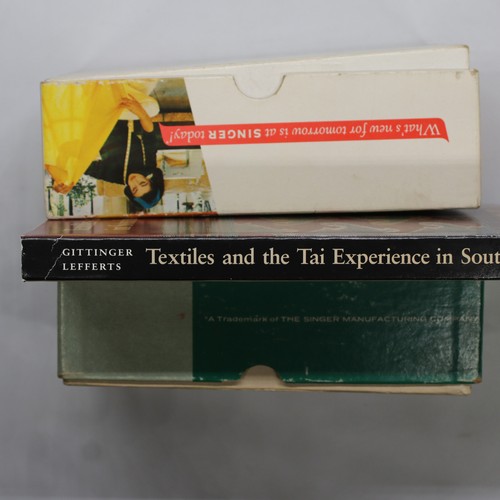 What's new for tomorrow is at SINGER today!
GITTINGER
LEFFERTS
Textiles and the Tai Experience in Sout
"A Trademark of THE SINGER MANUFACTURING COMPANY